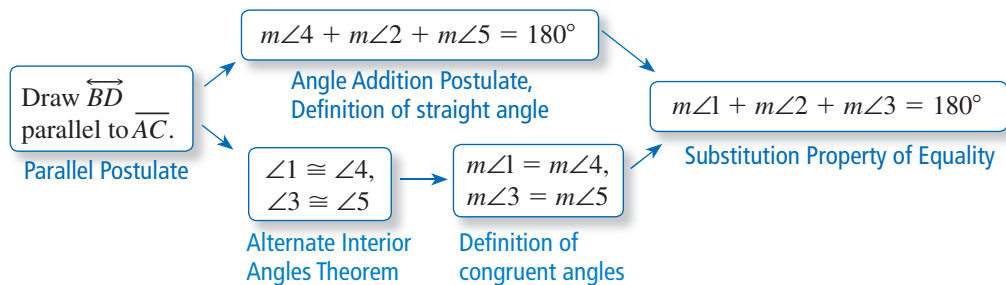 m∠4 + m∠2 + m∠5 = 180°
Angle Addition Postulate,
Definition of straight angle
Draw \overleftrightarrow{BD}
parallel to \overline{AC}.
Parallel Postulate
m∠1 + m∠2 + m∠3 = 180°
Substitution Property of Equality
∠1 ≅ ∠4,
∠3 ≅ ∠5
Alternate Interior
Angles Theorem
m∠1 = m∠4,
m∠3 = m∠5
Definition of
congruent angles